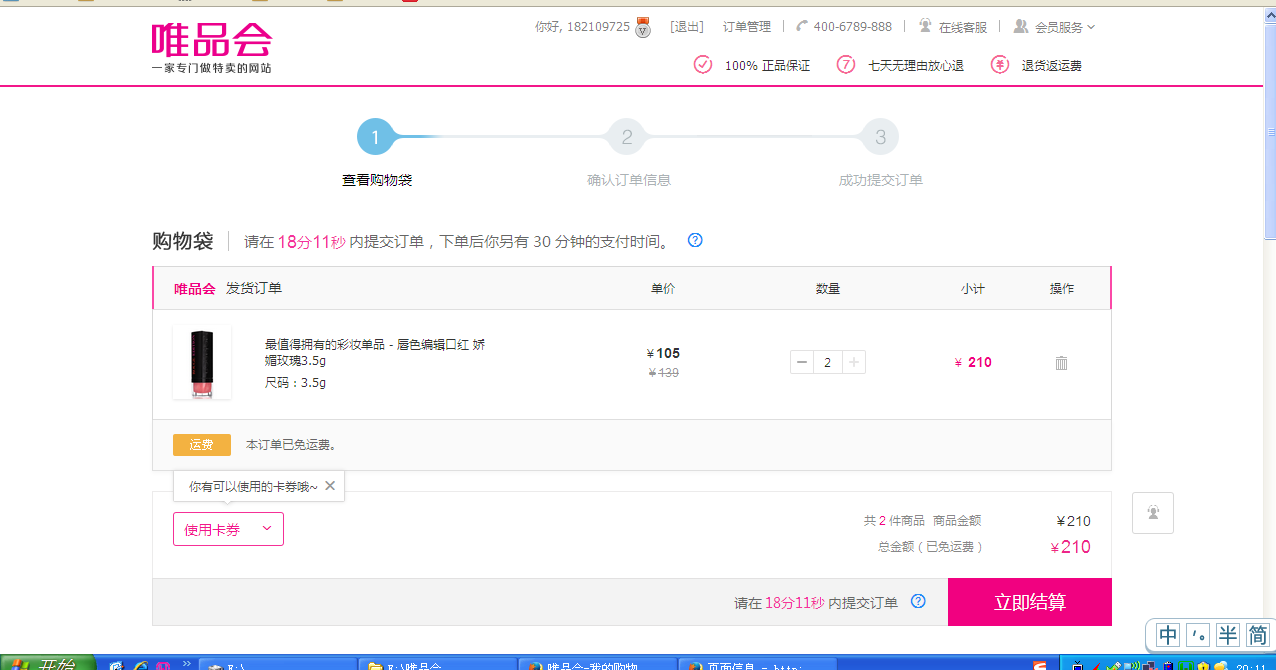 唯品会
一家专门做特卖的网站
你好, 182109725 [退出] 订单管理 400-6789-888 在线客服 会员服务
100% 正品保证 7 七天无理由放心退 ¥ 退货返运费
1 2 3
查看购物袋 确认订单信息 成功提交订单
购物袋 请在 18分11秒 内提交订单，下单后你另有 30 分钟的支付时间。 ?
唯品会 发货订单 单价 数量 小计 操作
最值得拥有的彩妆单品 - 唇色编辑口红 娇
媚玫瑰3.5g
尺码：3.5g
¥ 105
¥ 139
− 2 +
¥ 210
运费 本订单已免运费。
你有可以使用的卡券哦~ ×
使用卡券
共 2 件商品 商品金额 ¥210
总金额 ( 已免运费 ) ¥210
请在 18分11秒 内提交订单 ? 立即结算
中 半 简
开始 E:\ E:\唯品会 唯品会-我的购物 页面信息 - http: 20:11